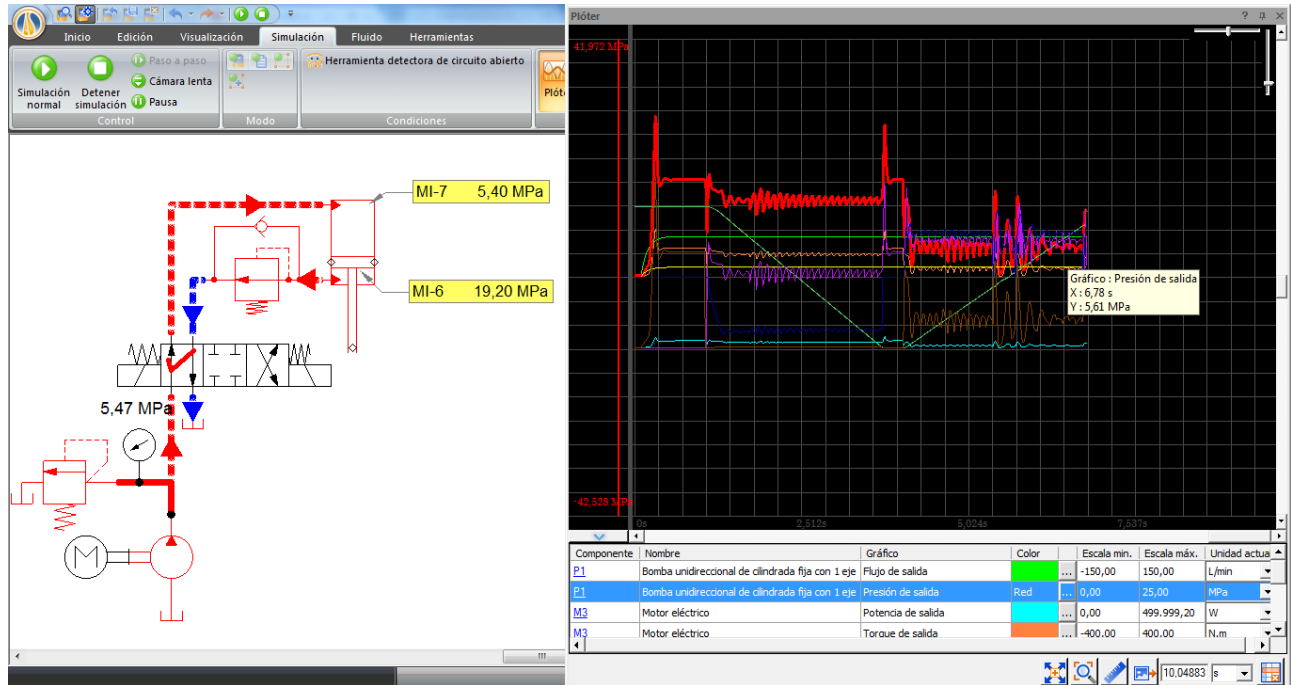 Inicio Edición Visualización Simulación Fluido Herramientas
Simulación normal
Detener simulación
Paso a paso
Cámara lenta
Pausa
Control
Modo
Herramienta detectora de circuito abierto
Condiciones
MI-7 5,40 MPa
MI-6 19,20 MPa
5,47 MPa
M
Plóter
41,972 MPa
Gráfico : Presión de salida
X : 6,78 s
Y : 5,61 MPa
-42,528 MPa
0s 2,512s 5,024s 7,537s
Componente Nombre Gráfico Color Escala min. Escala máx. Unidad actua
P1 Bomba unidireccional de cilindrada fija con 1 eje Flujo de salida ... -150,00 150,00 L/min
P1 Bomba unidireccional de cilindrada fija con 1 eje Presión de salida Red ... 0,00 25,00 MPa
M3 Motor eléctrico Potencia de salida ... 0,00 499.999,20 W
M3 Motor eléctrico Torque de salida ... -400,00 400,00 N.m
10,04883 s